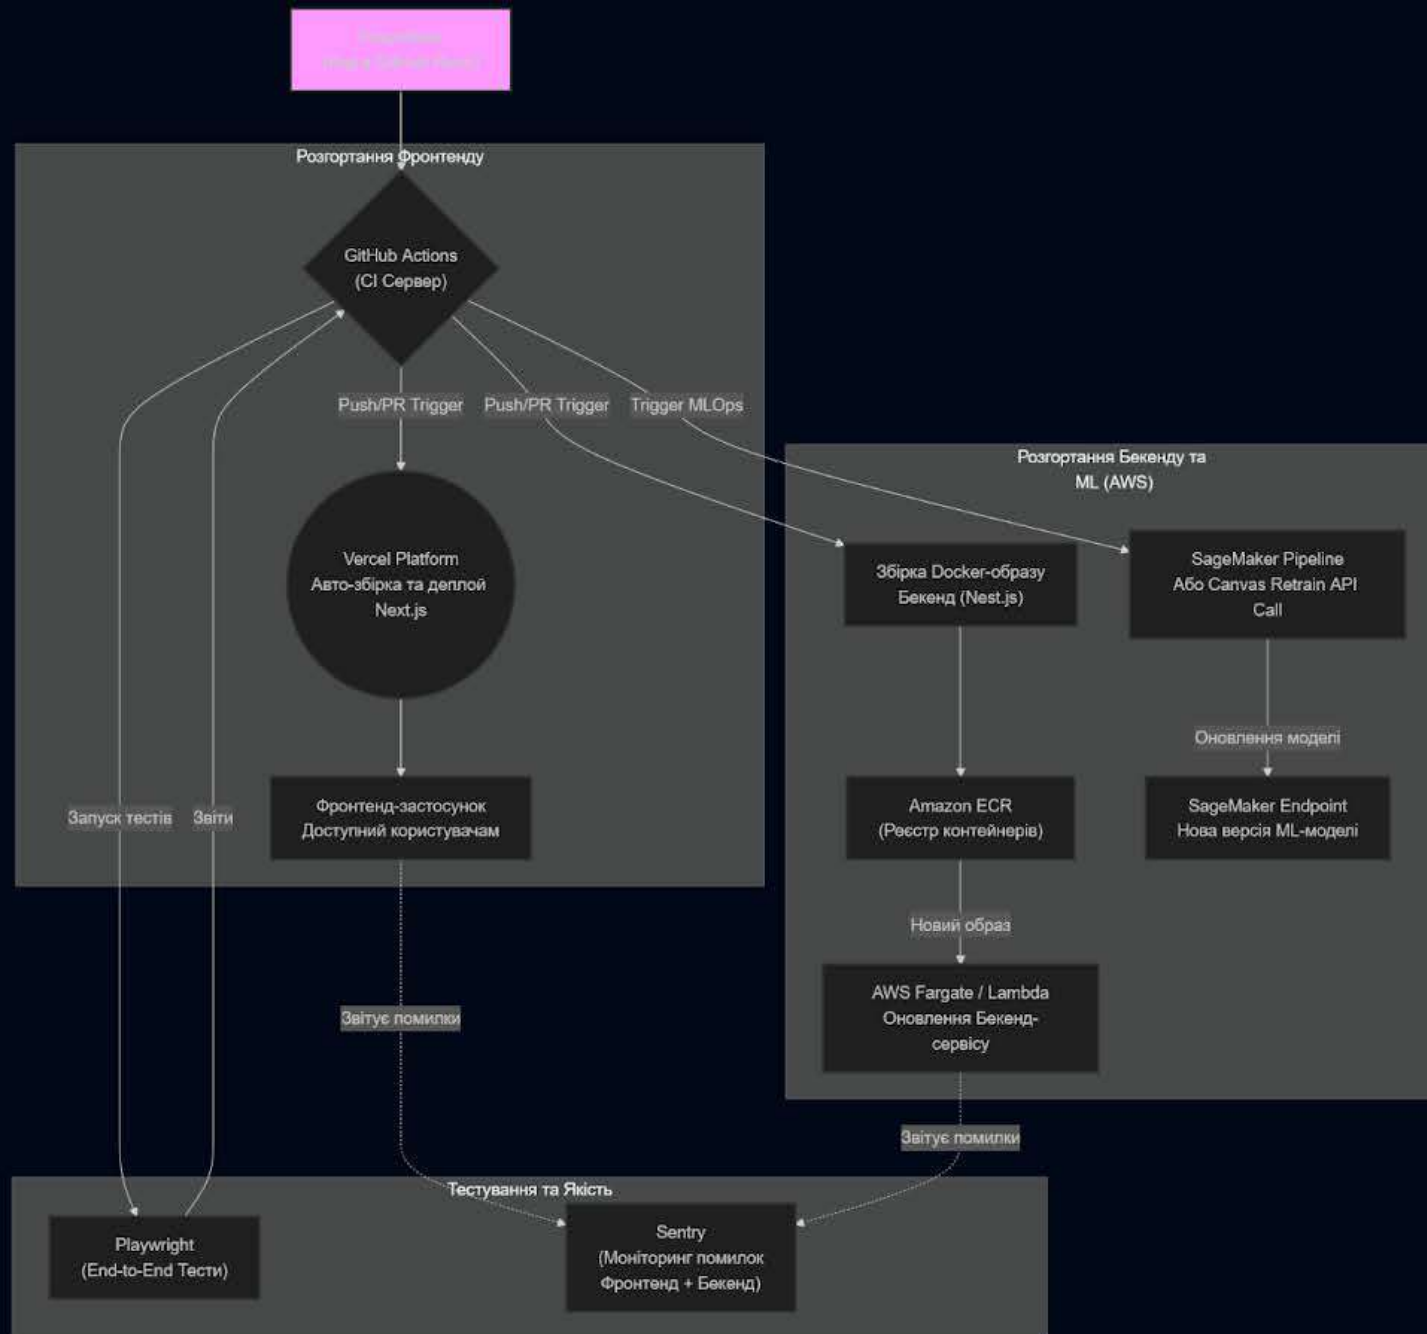 Розгортання Фронтенду
GitHub Actions
(CI Сервер)
Push/PR Trigger
Push/PR Trigger
Trigger MLOps
Розгортання Бекенду та
ML (AWS)
Vercel Platform
Авто-збірка та деплой
Next.js
Збірка Docker-образу
Бекенд (Nest.js)
SageMaker Pipeline
Або Canvas Retrain API
Call
Оновлення моделі
Запуск тестів
Звіти
Фронтенд-застосунок
Доступний користувачам
Amazon ECR
(Реєстр контейнерів)
SageMaker Endpoint
Нова версія ML-моделі
Новий образ
AWS Fargate / Lambda
Оновлення Бекенд-
сервісу
Звітує помилки
Звітує помилки
Тестування та Якість
Playwright
(End-to-End Тести)
Sentry
(Моніторинг помилок
Фронтенд + Бекенд)